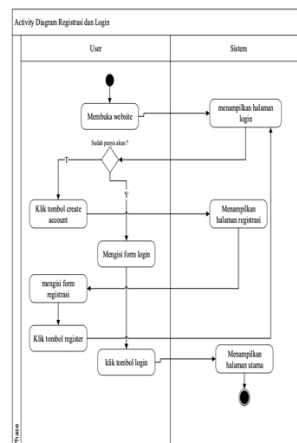 Activity Diagram Registrasi dan Login
User
Sistem
Membuka website
menampilkan halaman
login
Sudah punya akun?
T
Y
Klik tombol create
account
Menampilkan
halaman registrasi
Mengisi form login
mengisi form
registrasi
Klik tombol register
klik tombol login
Menampilkan
halaman utama
Phase